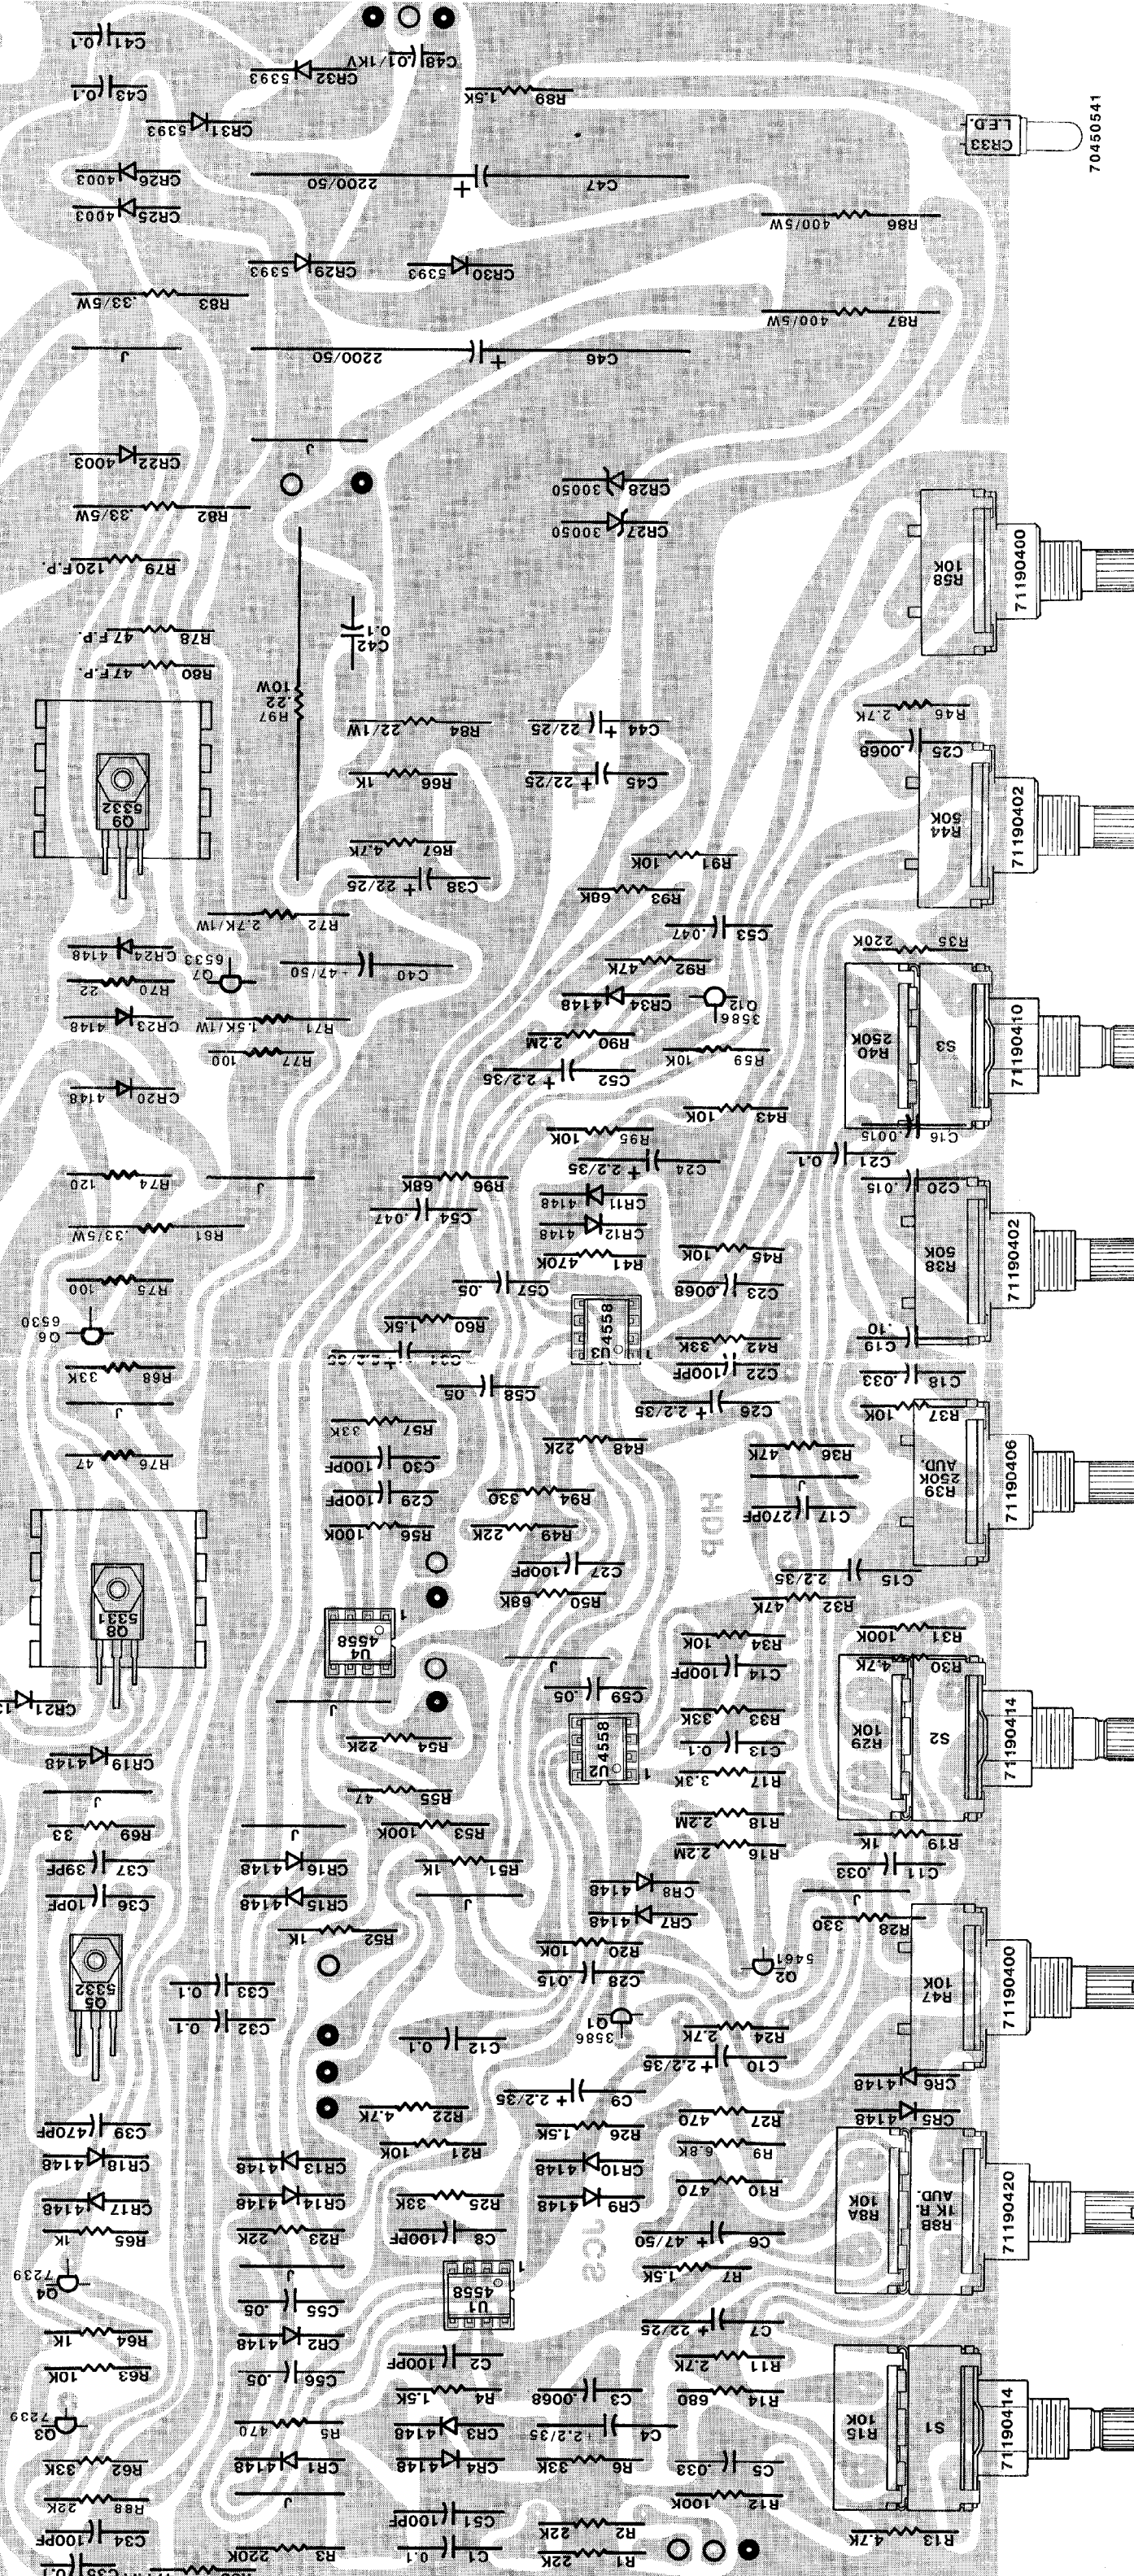 C41
0.1
C48 .01/1KV
CR32
5393
C43
0.1
R89
1.5K
CR31
5393
CR33
L.E.D.
70450541
CR26
4003
C47
2200/50
+
CR25
4003
R86
400/5W
CR29
5393
CR30
5393
R83
.33/5W
R87
400/5W
J
C46
2200/50
+
J
CR22
4003
CR28
30050
R82
.33/5W
CR27
30050
R79
120 F.P.
R58
10K
71190400
C42
0.1
R78
47 F.P.
R80
47 F.P.
R97
.22
10W
R46
2.7K
R84
22/1W
C44
+ 22/25
C25
.0068
R66
1K
C45
+ 22/25
Q9
5332
R44
50K
71190402
R67
4.7K
R91
10K
C38
+ 22/25
R93
68K
R72
2.7K/1W
C53
.047
CR24
4148
Q7
6533
R35
220K
C40
.47/50
R92
47K
R70
22
CR34
4148
Q12
3586
CR23
4148
R71
1.5K/1W
R90
2.2M
R40
250K
S3
71190410
R77
100
R59
10K
C52
+ 2.2/35
CR20
4148
R43
10K
R95
10K
C16
.0015
C21
0.1
C24
+ 2.2/35
R74
120
J
R96
68K
C20
.015
CR11
4148
C54
.047
CR12
4148
R61
.33/5W
R41
470K
R45
10K
R38
50K
71190402
R75
100
C57
.05
C23
.0068
Q6
6530
R60
1.5K
U3
4558
1
R42
33K
C19
.10
R68
33K
C22
100PF
C18
.033
C58
.05
J
C26
+ 2.2/35
R37
10K
R57
33K
R76
47
C30
100PF
R48
22K
R36
47K
R39
250K
AUD.
71190406
J
C29
100PF
R94
330
C17
270PF
R56
100K
R49
22K
C27
100PF
C15
2.2/35
R50
68K
R32
47K
Q8
5331
U4
4558
1
R34
10K
R31
100K
J
C14
100PF
R30
4.7K
CR21
J
C59
.05
R33
33K
R29
10K
S2
71190414
R54
22K
U2
4558
1
C13
0.1
CR19
4148
R17
3.3K
J
R55
47
R18
2.2M
R69
33
J
R53
100K
R16
2.2M
R19
1K
C37
39PF
CR16
4148
R51
1K
C11
.033
C36
10PF
CR15
4148
J
CR8
4148
J
CR7
4148
R52
1K
R28
330
R20
10K
Q2
5461
Q5
5332
C33
0.1
C28
.015
R47
10K
71190400
C32
0.1
Q1
3586
R24
2.7K
C12
0.1
C10
+ 2.2/35
CR6
4148
C9
+ 2.2/35
R22
4.7K
CR5
4148
C39
470PF
R26
1.5K
R27
470
CR18
4148
CR13
4148
R21
10K
CR10
4148
R9
6.8K
CR17
4148
CR14
4148
R25
33K
CR9
4148
R10
470
R8A
10K
R8B
1K R.
AUD.
71190420
R65
1K
R23
22K
C8
100PF
C6
+ .47/50
J
R7
1.5K
Q4
7239
U1
4558
1
C55
.05
C7
+ 22/25
R64
1K
CR2
4148
C2
100PF
R11
2.7K
R63
10K
C56
.05
R4
1.5K
C3
.0068
R14
680
Q3
7239
R5
470
CR3
4148
C4
2.2/35
R15
10K
S1
71190414
R62
33K
CR1
4148
CR4
4148
R6
33K
C5
.033
R88
22K
J
R12
100K
C34
100PF
C51
100PF
R2
22K
R13
4.7K
R3
220K
C1
0.1
R1
22K
C35
0.1